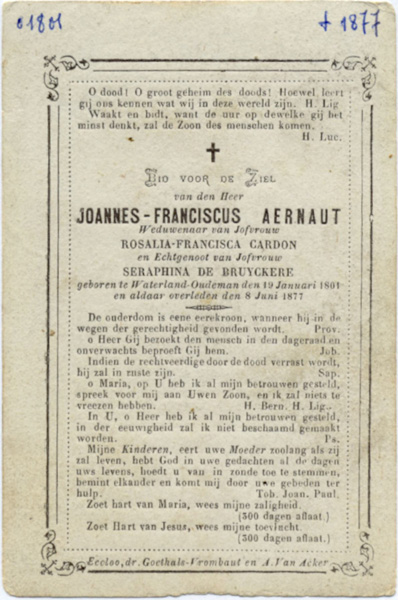 01801
† 1877
O dood! O groot geheim des doods! Hoewel leert
gij ons kennen wat wij in deze wereld zijn. H. Lig
Waakt en bidt, want de uur op dewelke gij het
minst denkt, zal de Zoon des menschen komen.
H. Luc.
BID VOOR DE ZIEL
van den Heer
JOANNES-FRANCISCUS AERNAUT
Weduwenaar van Jofvrouw
ROSALIA-FRANCISCA CARDON
en Echtgenoot van Jofvrouw
SERAPHINA DE BRUYCKERE
geboren te Waterland-Oudeman den 19 Januari 1801
en aldaar overleden den 8 Juni 1877
De ouderdom is eene eerekroon, wanneer hij in de
wegen der gerechtigheid gevonden wordt. Prov.
o Heer Gij bezoekt den mensch in den dageraad en
onverwachts beproeft Gij hem. Job.
Indien de rechtveerdige door de dood verrast wordt,
hij zal in ruste zijn. Sap.
o Maria, op U heb ik al mijn betrouwen gesteld,
spreek voor mij aan Uwen Zoon, en ik zal niets te
vreezen hebben. H. Bern. H. Lig.
In U, o Heer heb ik al mijn betrouwen gesteld,
in der eeuwigheid zal ik niet beschaamd gemaakt
worden. Ps.
Mijne Kinderen, eert uwe Moeder zoolang als zij
zal leven, hebt God in uwe gedachten al de dagen
uws levens, hoedt u van in zonde toe te stemmen,
bemint elkander en komt mij door uwe gebeden ter
hulp. Tob. Joan. Paul.
Zoet hart van Maria, wees mijne zaligheid.
(300 dagen aflaat.)
Zoet Hart van Jesus, wees mijne toevlucht.
(300 dagen aflaat.)
Eecloo, dr. Goethals-Vrombaut en A. Van Acker